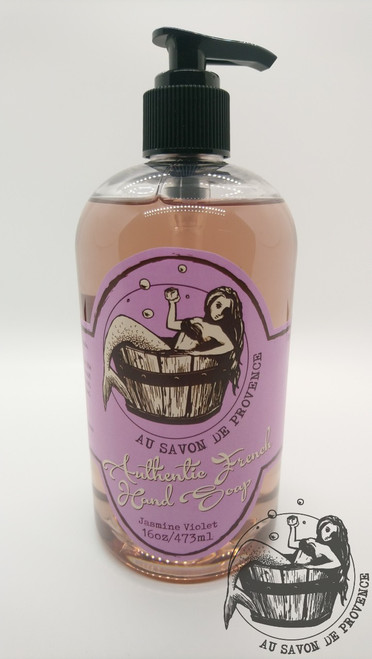 AU SAVON DE PROVENCE
Authentic French
Hand Soap
Jasmine Violet
16oz/473ml
AU SAVON DE PROVENCE